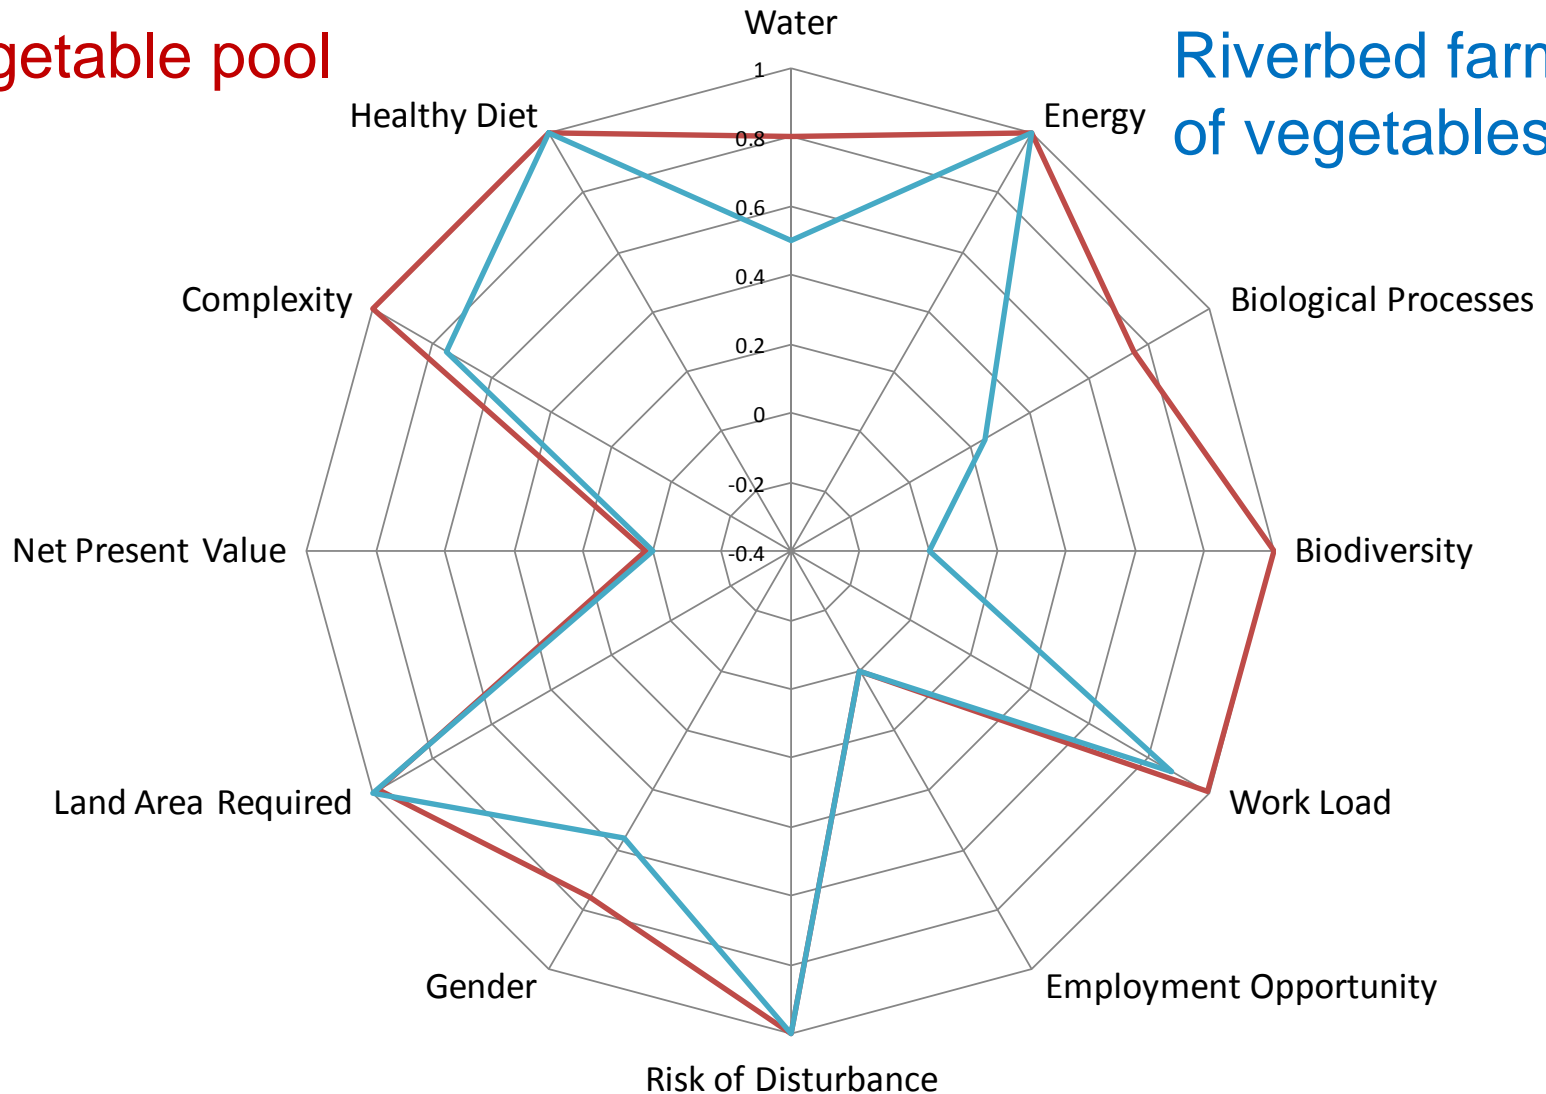 Water
getable pool
Riverbed farm
of vegetables
1
Healthy Diet
Energy
0.8
0.6
0.4
Complexity
Biological Processes
0.2
0
-0.2
Net Present Value
-0.4
Biodiversity
Land Area Required
Work Load
Gender
Employment Opportunity
Risk of Disturbance